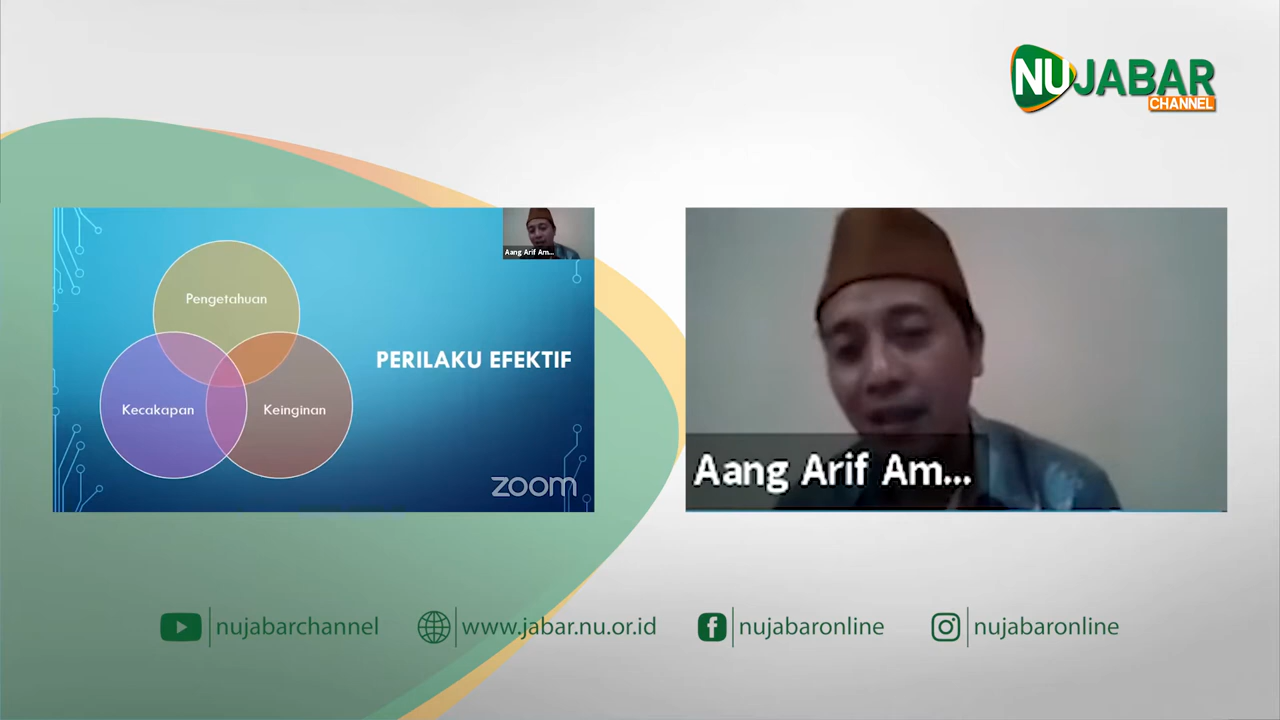 NU JABAR
CHANNEL
Aang Arif Am...
Pengetahuan
PERILAKU EFEKTIF
Kecakapan
Keinginan
zoom
Aang Arif Am...
nujabarchannel
www.jabar.nu.or.id
nujabaronline
nujabaronline